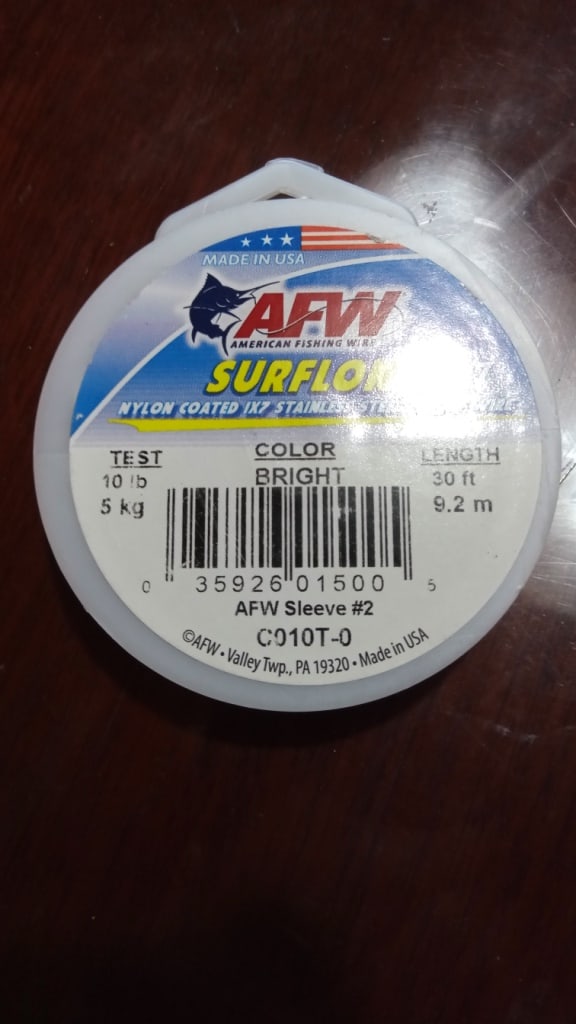 MADE IN USA
AFW
AMERICAN FISHING WIRE
SURFLON
NYLON COATED 1X7 STAINLESS
TEST
COLOR
LENGTH
10 lb
BRIGHT
30 ft
5 kg
9.2 m
0 35926 01500 5
AFW Sleeve #2
C010T-0
©AFW • Valley Twp., PA 19320 • Made in USA